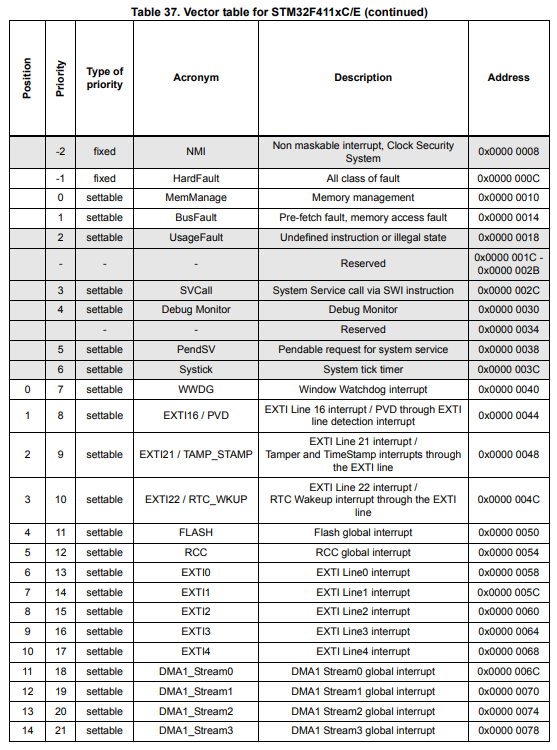 Table 37. Vector table for STM32F411xC/E (continued)
Position Priority Type of priority Acronym Description Address
-2 fixed NMI Non maskable interrupt, Clock Security System 0x0000 0008
-1 fixed HardFault All class of fault 0x0000 000C
0 settable MemManage Memory management 0x0000 0010
1 settable BusFault Pre-fetch fault, memory access fault 0x0000 0014
2 settable UsageFault Undefined instruction or illegal state 0x0000 0018
- - - Reserved 0x0000 001C - 0x0000 002B
3 settable SVCall System Service call via SWI instruction 0x0000 002C
4 settable Debug Monitor Debug Monitor 0x0000 0030
- - Reserved 0x0000 0034
5 settable PendSV Pendable request for system service 0x0000 0038
6 settable Systick System tick timer 0x0000 003C
0 7 settable WWDG Window Watchdog interrupt 0x0000 0040
1 8 settable EXTI16 / PVD EXTI Line 16 interrupt / PVD through EXTI line detection interrupt 0x0000 0044
2 9 settable EXTI21 / TAMP_STAMP EXTI Line 21 interrupt / Tamper and TimeStamp interrupts through the EXTI line 0x0000 0048
3 10 settable EXTI22 / RTC_WKUP EXTI Line 22 interrupt / RTC Wakeup interrupt through the EXTI line 0x0000 004C
4 11 settable FLASH Flash global interrupt 0x0000 0050
5 12 settable RCC RCC global interrupt 0x0000 0054
6 13 settable EXTI0 EXTI Line0 interrupt 0x0000 0058
7 14 settable EXTI1 EXTI Line1 interrupt 0x0000 005C
8 15 settable EXTI2 EXTI Line2 interrupt 0x0000 0060
9 16 settable EXTI3 EXTI Line3 interrupt 0x0000 0064
10 17 settable EXTI4 EXTI Line4 interrupt 0x0000 0068
11 18 settable DMA1_Stream0 DMA1 Stream0 global interrupt 0x0000 006C
12 19 settable DMA1_Stream1 DMA1 Stream1 global interrupt 0x0000 0070
13 20 settable DMA1_Stream2 DMA1 Stream2 global interrupt 0x0000 0074
14 21 settable DMA1_Stream3 DMA1 Stream3 global interrupt 0x0000 0078